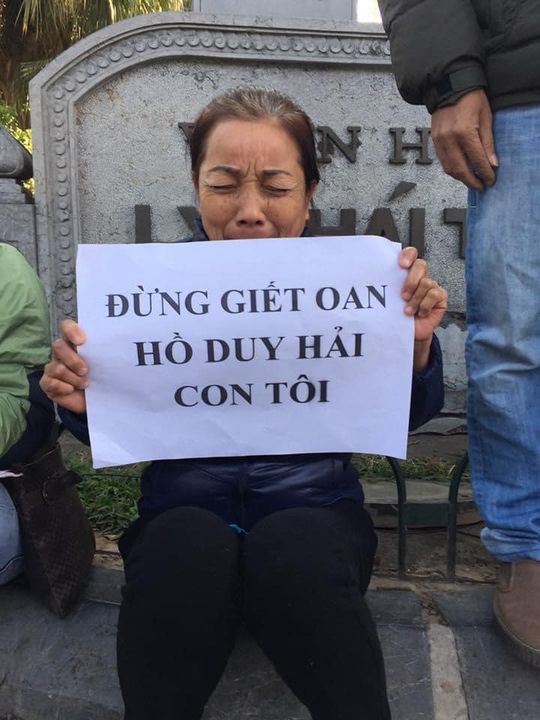 ĐỪNG GIẾT OAN
HỒ DUY HẢI
CON TÔI